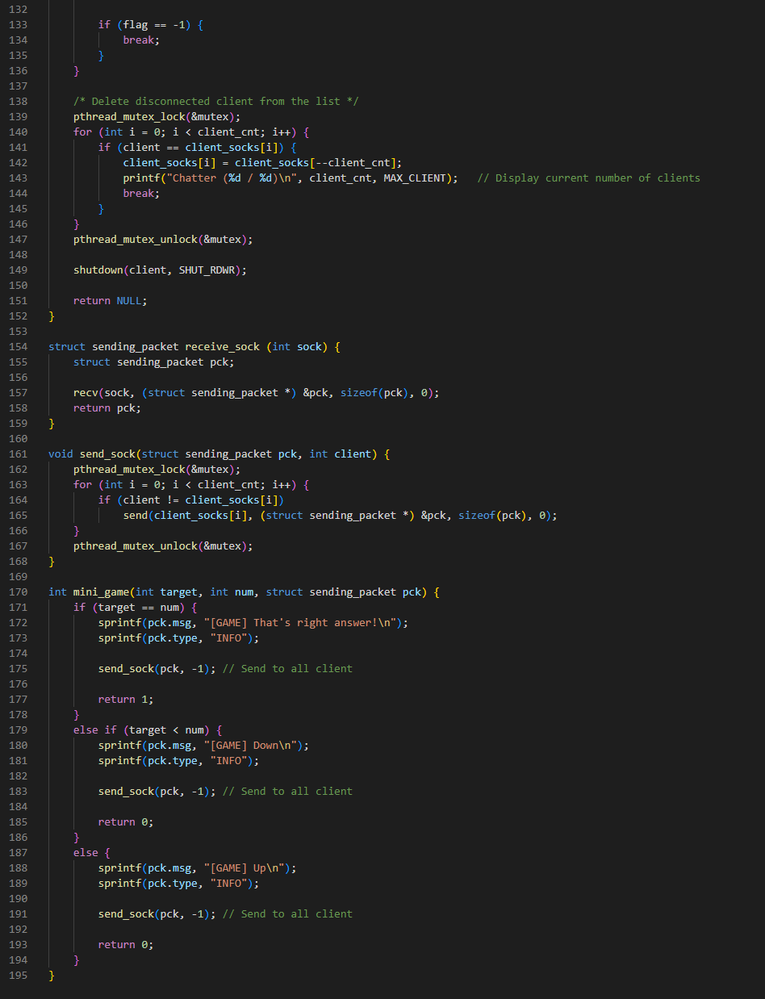 132
133         if (flag == -1) {
134             break;
135         }
136     }
137
138     /* Delete disconnected client from the list */
139     pthread_mutex_lock(&mutex);
140     for (int i = 0; i < client_cnt; i++) {
141         if (client == client_socks[i]) {
142             client_socks[i] = client_socks[--client_cnt];
143             printf("Chatter (%d / %d)\n", client_cnt, MAX_CLIENT);   // Display current number of clients
144             break;
145         }
146     }
147     pthread_mutex_unlock(&mutex);
148
149     shutdown(client, SHUT_RDWR);
150
151     return NULL;
152 }
153
154 struct sending_packet receive_sock (int sock) {
155     struct sending_packet pck;
156
157     recv(sock, (struct sending_packet *) &pck, sizeof(pck), 0);
158     return pck;
159 }
160
161 void send_sock(struct sending_packet pck, int client) {
162     pthread_mutex_lock(&mutex);
163     for (int i = 0; i < client_cnt; i++) {
164         if (client != client_socks[i])
165             send(client_socks[i], (struct sending_packet *) &pck, sizeof(pck), 0);
166     }
167     pthread_mutex_unlock(&mutex);
168 }
169
170 int mini_game(int target, int num, struct sending_packet pck) {
171     if (target == num) {
172         sprintf(pck.msg, "[GAME] That's right answer!\n");
173         sprintf(pck.type, "INFO");
174
175         send_sock(pck, -1); // Send to all client
176
177         return 1;
178     }
179     else if (target < num) {
180         sprintf(pck.msg, "[GAME] Down\n");
181         sprintf(pck.type, "INFO");
182
183         send_sock(pck, -1); // Send to all client
184
185         return 0;
186     }
187     else {
188         sprintf(pck.msg, "[GAME] Up\n");
189         sprintf(pck.type, "INFO");
190
191         send_sock(pck, -1); // Send to all client
192
193         return 0;
194     }
195 }